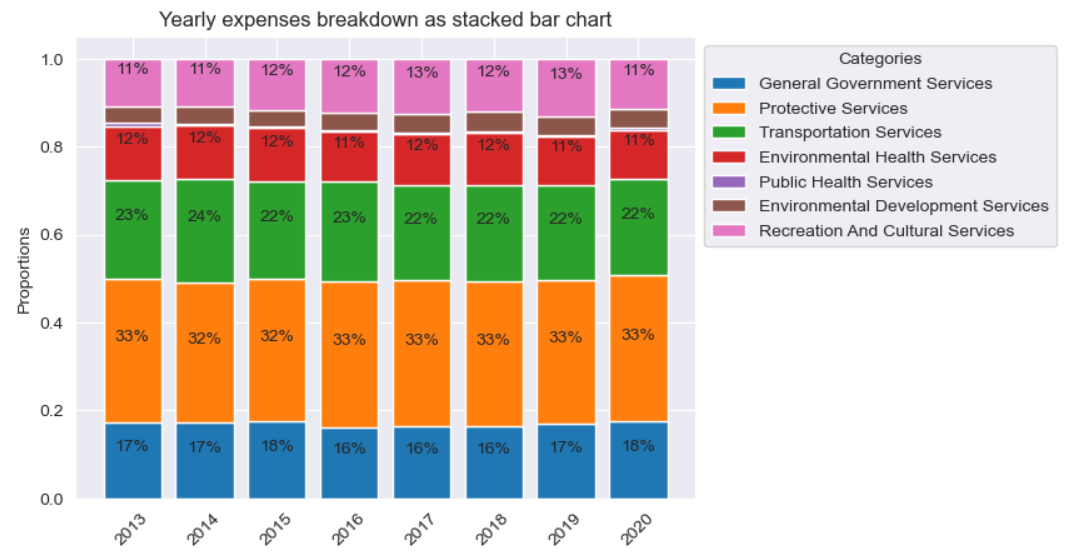 Yearly expenses breakdown as stacked bar chart
Proportions
1.0
0.8
0.6
0.4
0.2
0.0
11% 11% 12% 12% 13% 12% 13% 11%
12% 12% 12% 11% 12% 12% 11% 11%
23% 24% 22% 23% 22% 22% 22% 22%
33% 32% 32% 33% 33% 33% 33% 33%
17% 17% 18% 16% 16% 16% 17% 18%
2013 2014 2015 2016 2017 2018 2019 2020
Categories
General Government Services
Protective Services
Transportation Services
Environmental Health Services
Public Health Services
Environmental Development Services
Recreation And Cultural Services